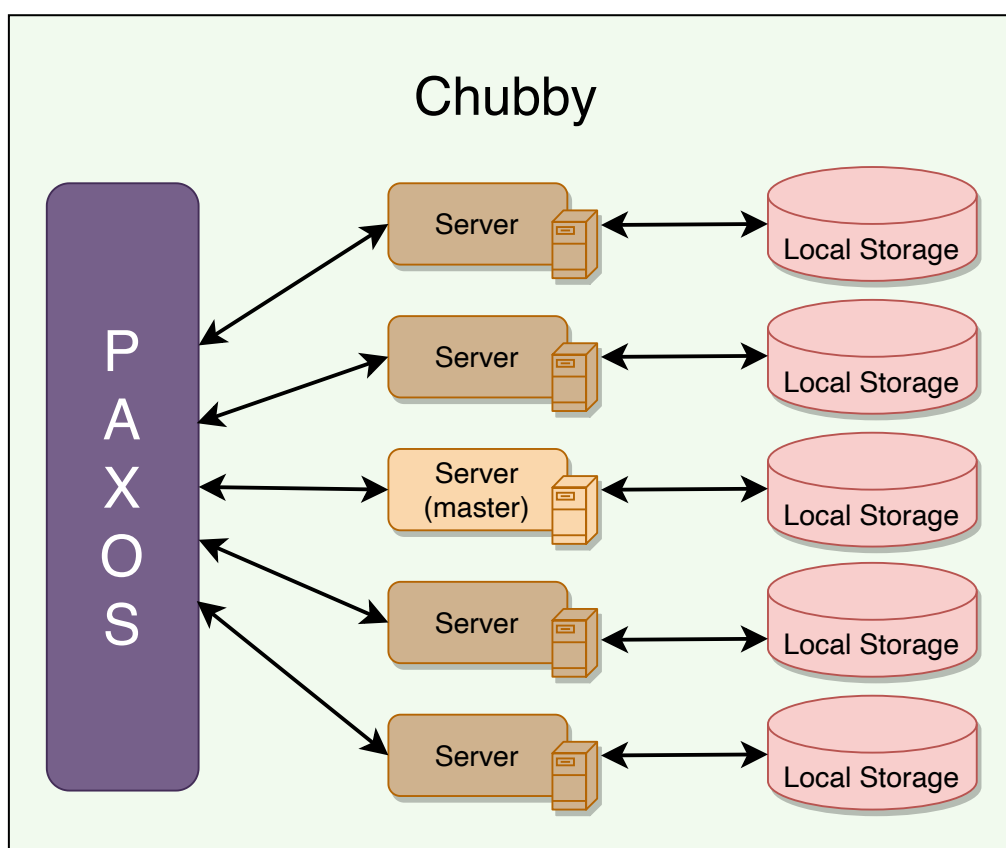 Chubby
P
A
X
O
S
Server
Local Storage
Server
Local Storage
Server
(master)
Local Storage
Server
Local Storage
Server
Local Storage